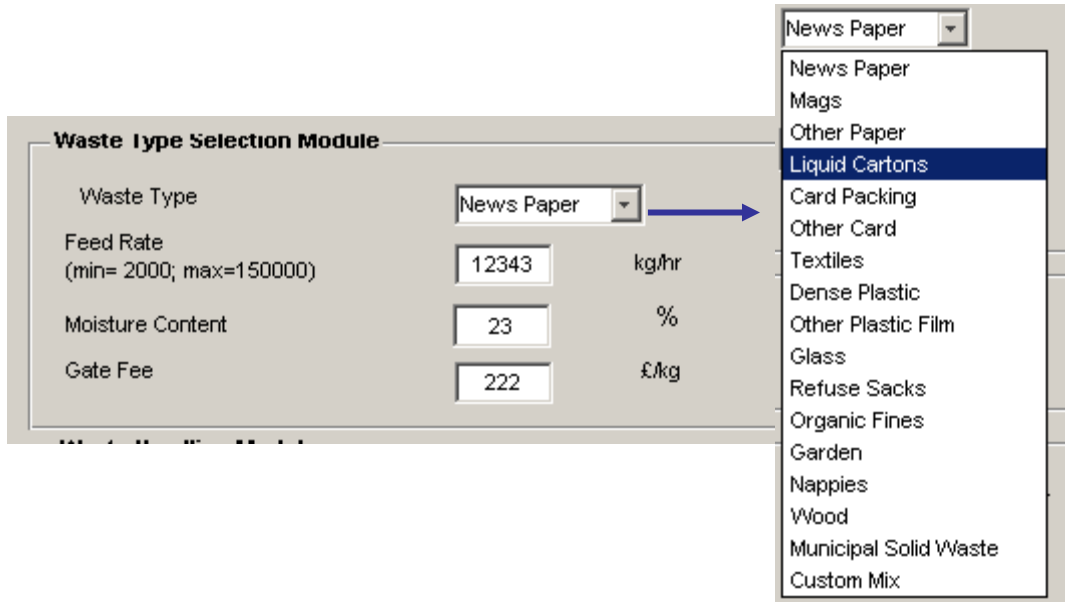 Waste Type Selection Module
Waste Type
News Paper
Feed Rate
(min= 2000; max=150000)
12343
kg/hr
Moisture Content
23
%
Gate Fee
222
£/kg
News Paper
News Paper
Mags
Other Paper
Liquid Cartons
Card Packing
Other Card
Textiles
Dense Plastic
Other Plastic Film
Glass
Refuse Sacks
Organic Fines
Garden
Nappies
Wood
Municipal Solid Waste
Custom Mix